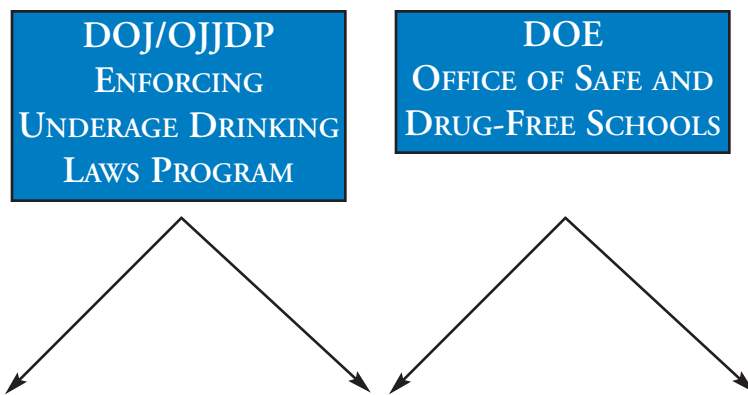 DOJ/OJJDP
ENFORCING
UNDERAGE DRINKING
LAWS PROGRAM
DOE
OFFICE OF SAFE AND
DRUG-FREE SCHOOLS